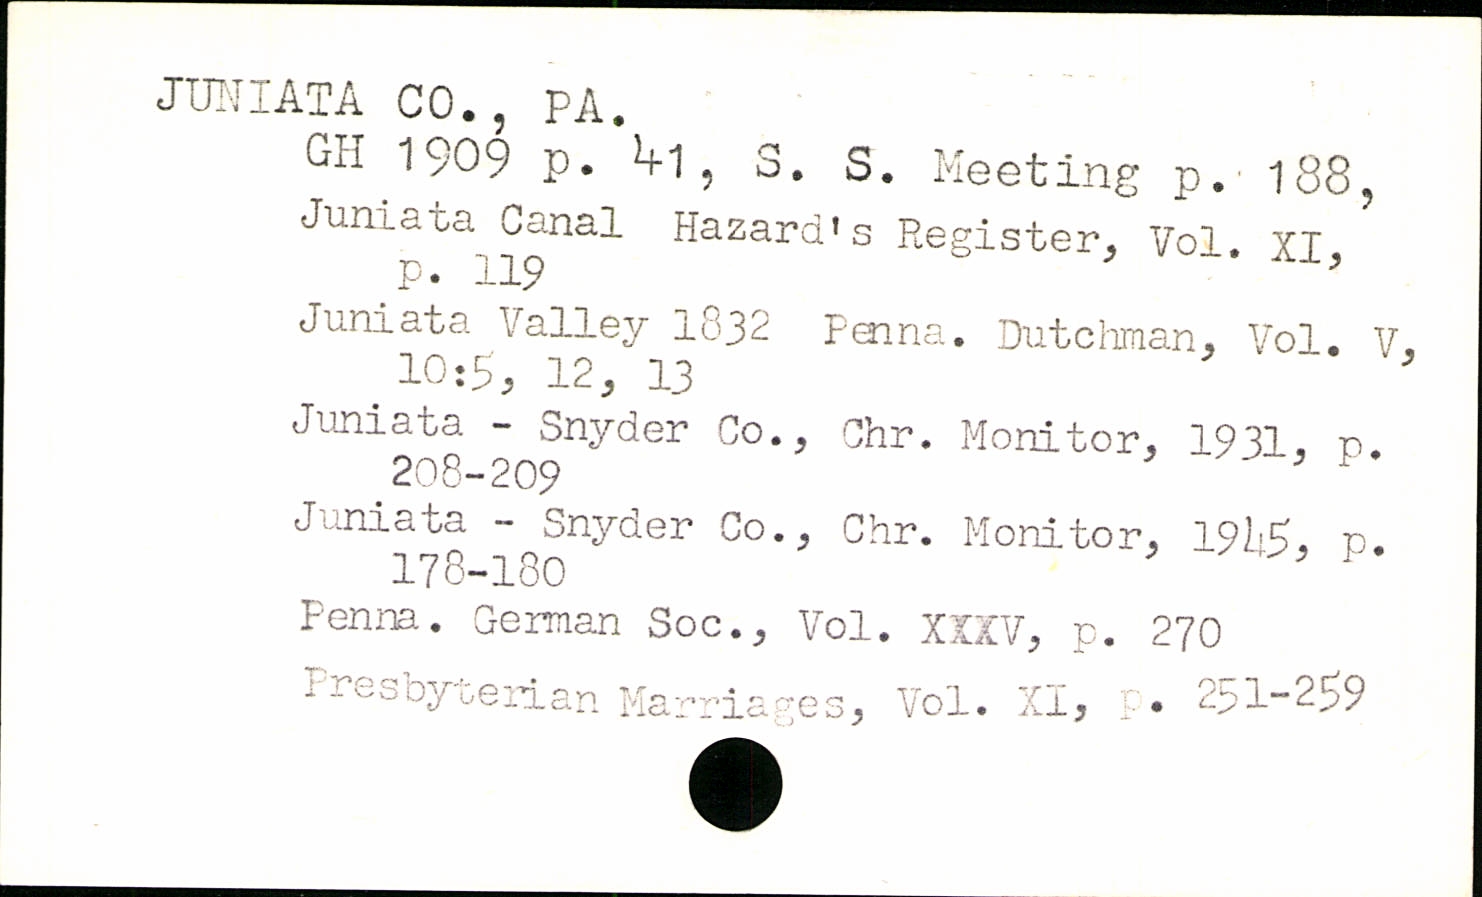 JUNIATA CO., PA.
GH 1909 p. 41, S. S. Meeting p. 188,
Juniata Canal Hazard's Register, Vol. XI,
p. 119
Juniata Valley 1832 Penna. Dutchman, Vol. V,
10:5, 12, 13
Juniata - Snyder Co., Chr. Monitor, 1931, p.
208-209
Juniata - Snyder Co., Chr. Monitor, 1945, p.
178-180
Penna. German Soc., Vol. XXXV, p. 270
Presbyterian Marriages, Vol. XI, p. 251-259